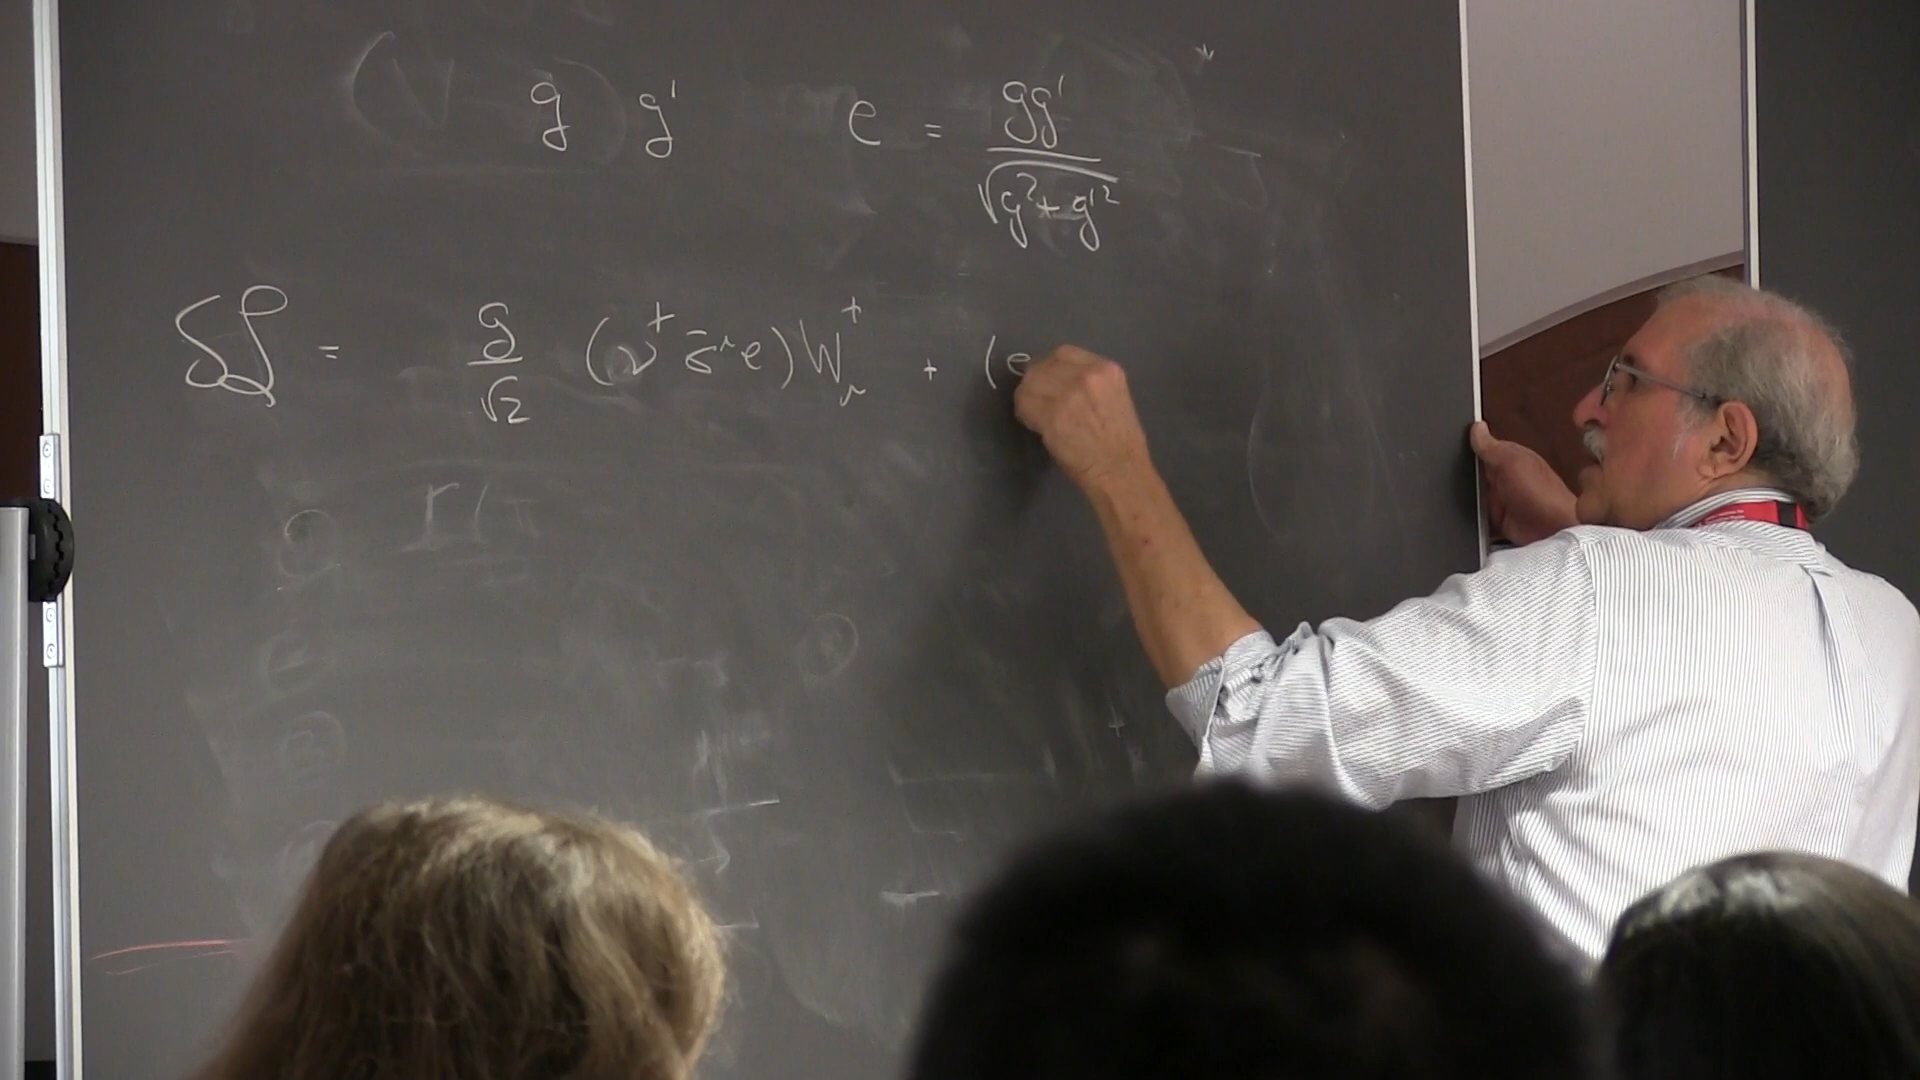 g g' e = gg' / √(g² + g'²)
δℒ = g/√2 (ν⁺ σ̄^μ e) W_μ⁺ + (e
Γ(π